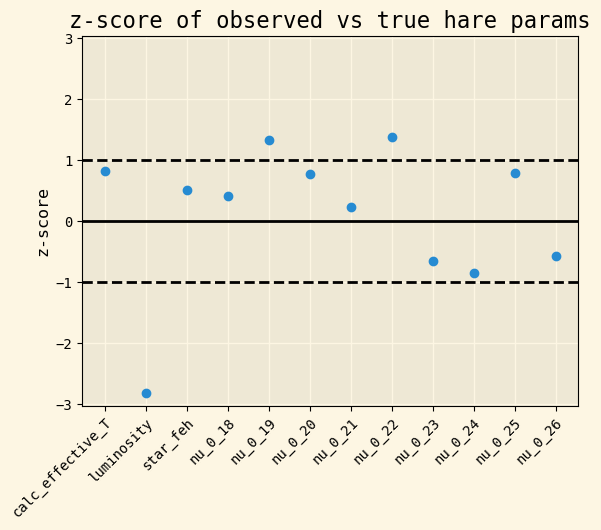 z-score of observed vs true hare params
z-score
3
2
1
0
−1
−2
−3
calc_effective_T
luminosity
star_feh
nu_0_18
nu_0_19
nu_0_20
nu_0_21
nu_0_22
nu_0_23
nu_0_24
nu_0_25
nu_0_26